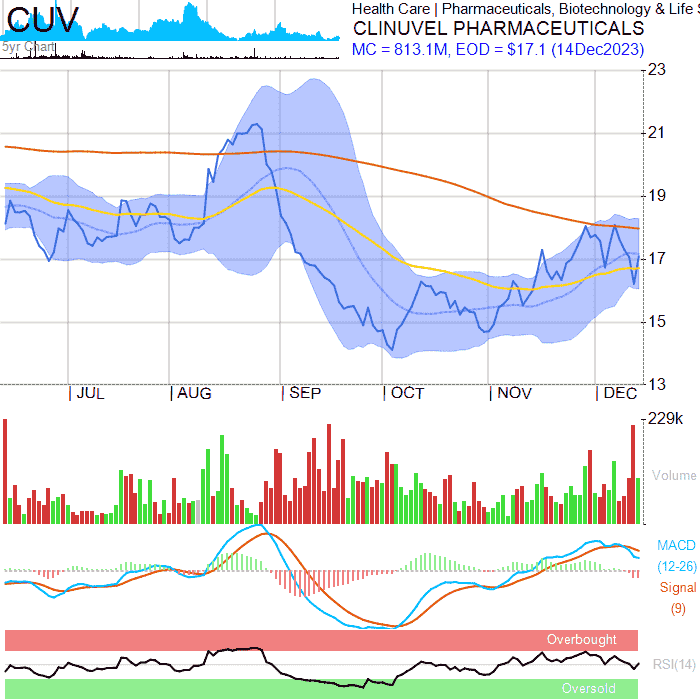 CUV
Health Care | Pharmaceuticals, Biotechnology & Life S
CLINUVEL PHARMACEUTICALS
MC = 813.1M, EOD = $17.1 (14Dec2023)
5yr Chart
23
21
19
17
15
13
| JUL
| AUG
| SEP
| OCT
| NOV
| DEC
229k
Volume
MACD
(12-26)
Signal
(9)
Overbought
RSI(14)
Oversold